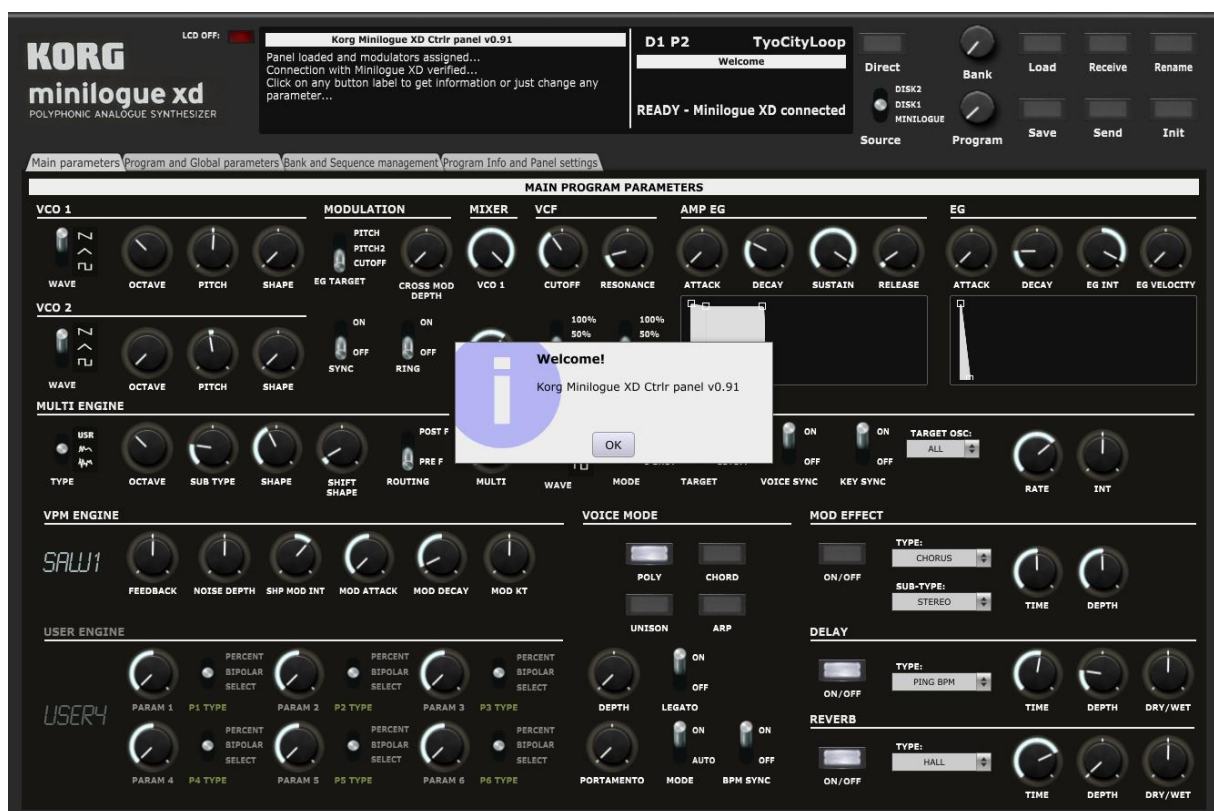 KORG
minilogue xd
POLYPHONIC ANALOGUE SYNTHESIZER
LCD OFF:
Korg Minilogue XD Ctrlr panel v0.91
Panel loaded and modulators assigned...
Connection with Minilogue XD verified...
Click on any button label to get information or just change any
parameter...
D1 P2 TyoCityLoop
Welcome
READY - Minilogue XD connected
Direct
DISK2
DISK1
MINILOGUE
Source
Bank
Program
Load Receive Rename
Save Send Init
Main parameters Program and Global parameters Bank and Sequence management Program Info and Panel settings
MAIN PROGRAM PARAMETERS
VCO 1 MODULATION MIXER VCF AMP EG EG
PITCH
PITCH2
CUTOFF
WAVE OCTAVE PITCH SHAPE EG TARGET CROSS MOD DEPTH VCO 1 CUTOFF RESONANCE ATTACK DECAY SUSTAIN RELEASE ATTACK DECAY EG INT EG VELOCITY
VCO 2
ON ON 100% 100%
50% 50%
OFF OFF
SYNC RING
WAVE OCTAVE PITCH SHAPE
Welcome!
Korg Minilogue XD Ctrlr panel v0.91
OK
MULTI ENGINE
USR
POST F
PRE F
ON ON TARGET OSC:
ALL
OFF OFF
TYPE OCTAVE SUB TYPE SHAPE SHIFT SHAPE ROUTING MULTI WAVE MODE TARGET VOICE SYNC KEY SYNC RATE INT
VPM ENGINE VOICE MODE MOD EFFECT
SAW1
FEEDBACK NOISE DEPTH SHP MOD INT MOD ATTACK MOD DECAY MOD KT
POLY CHORD
UNISON ARP
ON/OFF
TYPE:
CHORUS
SUB-TYPE:
STEREO
TIME DEPTH
USER ENGINE
USER4
PERCENT PERCENT PERCENT
BIPOLAR BIPOLAR BIPOLAR
SELECT SELECT SELECT
PARAM 1 P1 TYPE PARAM 2 P2 TYPE PARAM 3 P3 TYPE
PERCENT PERCENT PERCENT
BIPOLAR BIPOLAR BIPOLAR
SELECT SELECT SELECT
PARAM 4 P4 TYPE PARAM 5 P5 TYPE PARAM 6 P6 TYPE
ON
OFF
DEPTH LEGATO
ON ON
AUTO OFF
PORTAMENTO MODE BPM SYNC
DELAY
TYPE:
PING BPM
ON/OFF
TIME DEPTH DRY/WET
REVERB
TYPE:
HALL
ON/OFF
TIME DEPTH DRY/WET